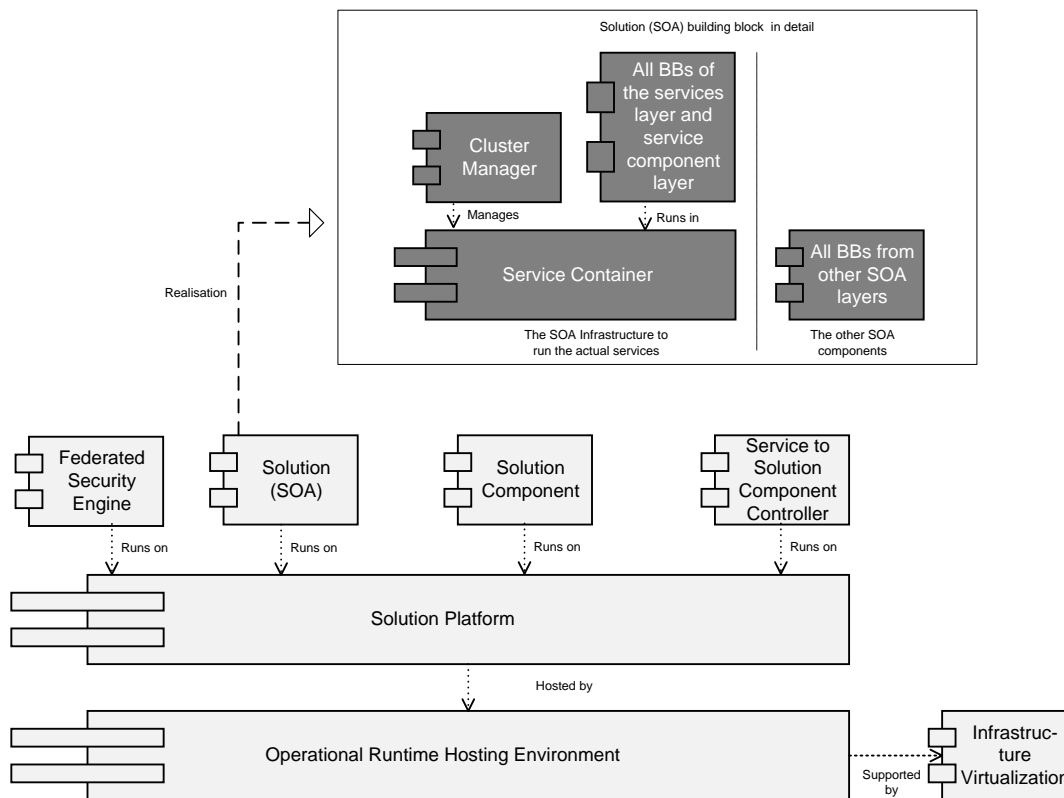 Solution (SOA) building block in detail
All BBs of
the services
layer and
service
component
layer
Cluster
Manager
Manages
Runs in
Service Container
All BBs from
other SOA
layers
The SOA Infrastructure to
run the actual services
The other SOA
components
Realisation
Federated
Security
Engine
Solution
(SOA)
Solution
Component
Service to
Solution
Component
Controller
Runs on
Runs on
Runs on
Runs on
Solution Platform
Hosted by
Operational Runtime Hosting Environment
Supported
by
Infrastruc-
ture
Virtualization